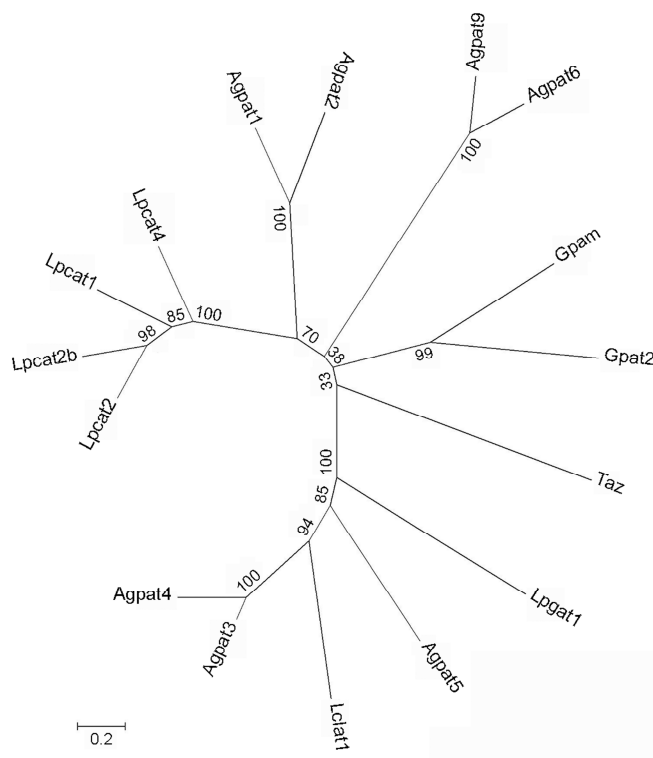 Agpat9
Agpat6
Agpat2
Agpat1
100
100
Lpcat4
Gpam
Lpcat1
85
100
98
70
38
99
Gpat2
Lpcat2b
33
Lpcat2
100
Taz
85
94
100
Agpat4
Lpgat1
Agpat3
Agpat5
Lclat1
0.2